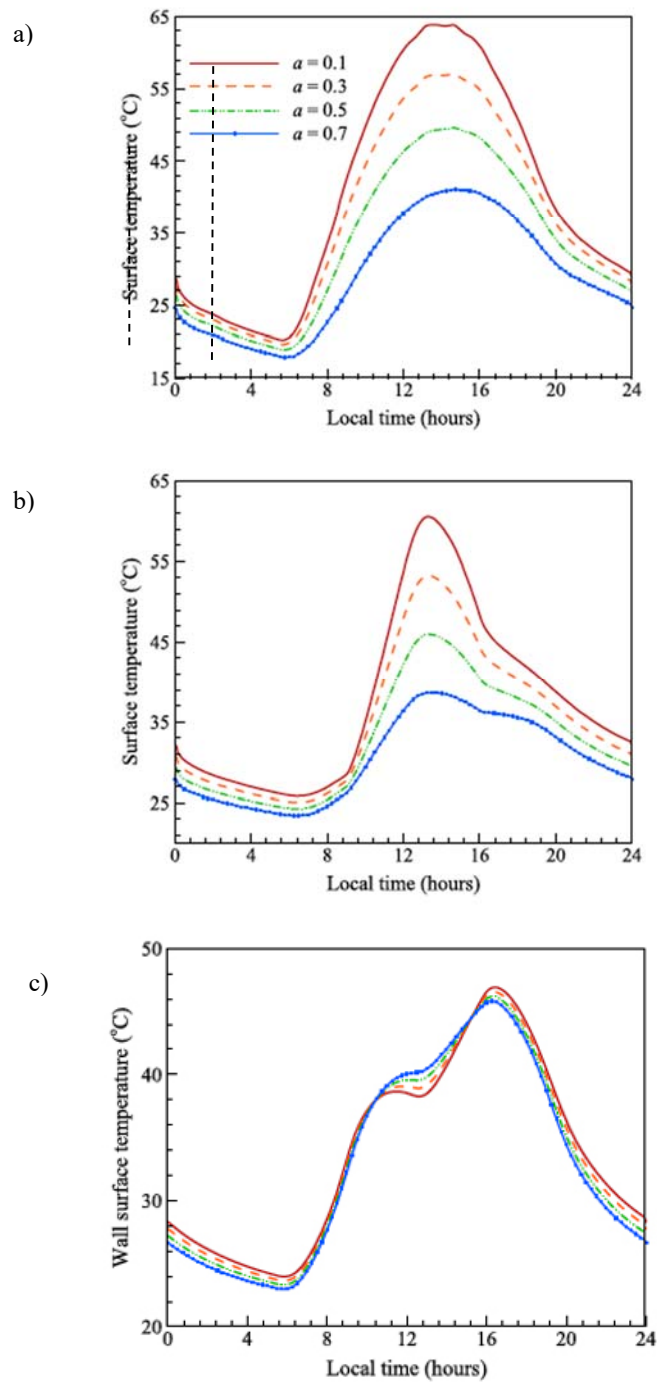 a)
Surface temperature (°C)
65
55
45
35
25
15
a = 0.1
a = 0.3
a = 0.5
a = 0.7
0 4 8 12 16 20 24
Local time (hours)
b)
Surface temperature (°C)
65
55
45
35
25
0 4 8 12 16 20 24
Local time (hours)
c)
Wall surface temperature (°C)
50
40
30
20
0 4 8 12 16 20 24
Local time (hours)